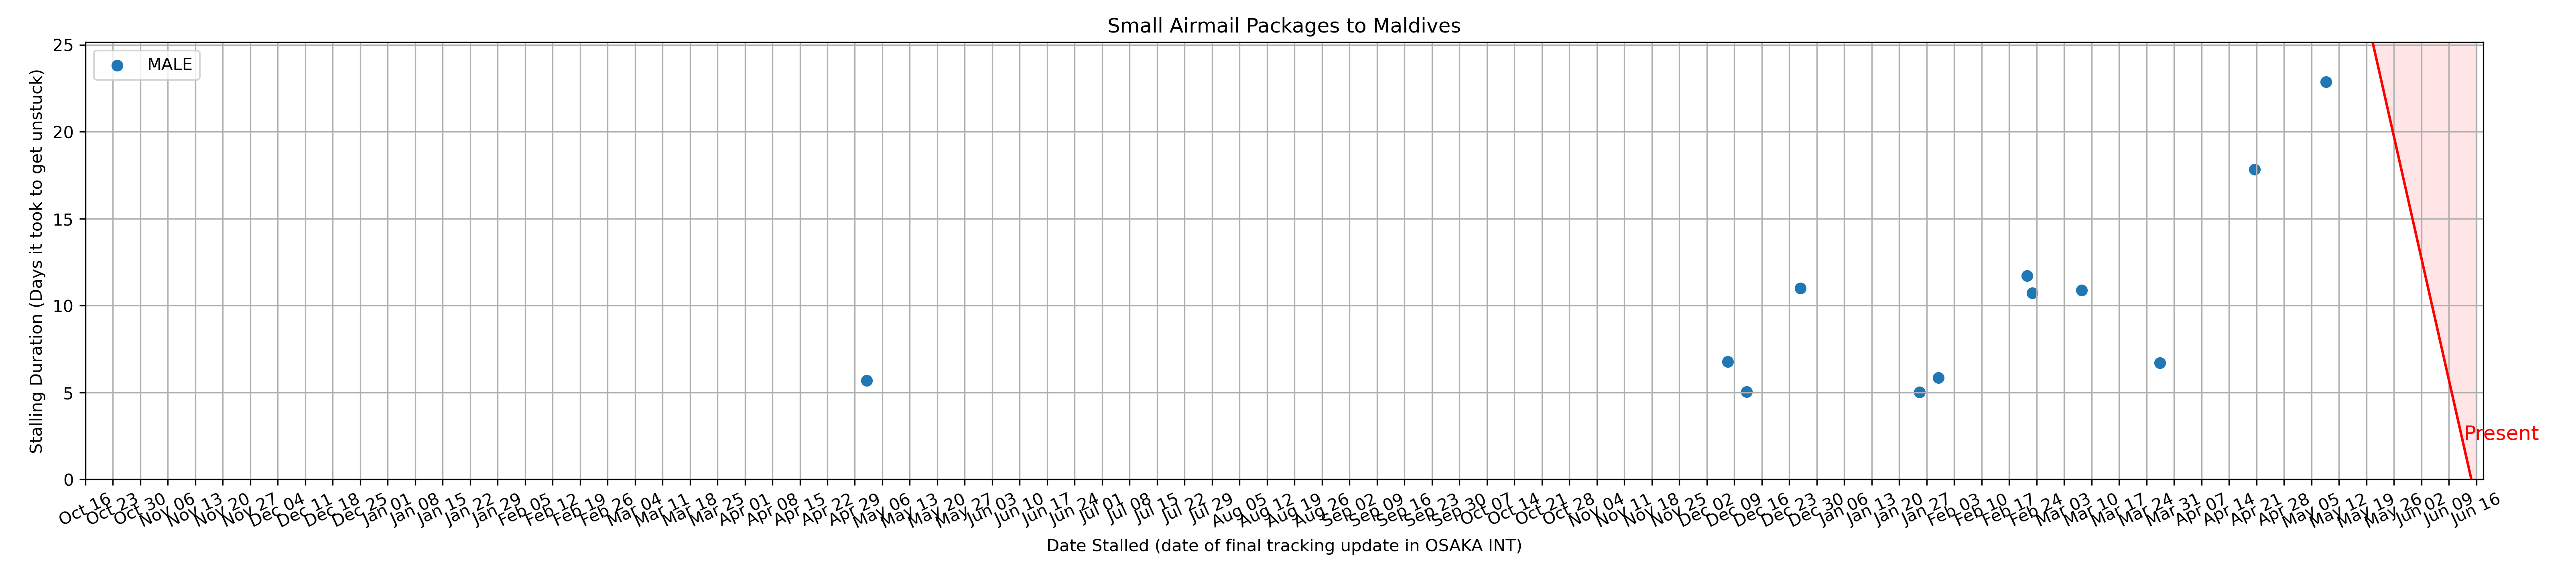 Small Airmail Packages to Maldives
MALE
Stalling Duration (Days it took to get unstuck)
25
20
15
10
5
0
Present
Oct 16 Oct 23 Oct 30 Nov 06 Nov 13 Nov 20 Nov 27 Dec 04 Dec 11 Dec 18 Dec 25 Jan 01 Jan 08 Jan 15 Jan 22 Jan 29 Feb 05 Feb 12 Feb 19 Feb 26 Mar 04 Mar 11 Mar 18 Mar 25 Apr 01 Apr 08 Apr 15 Apr 22 Apr 29 May 06 May 13 May 20 May 27 Jun 03 Jun 10 Jun 17 Jun 24 Jul 01 Jul 08 Jul 15 Jul 22 Jul 29 Aug 05 Aug 12 Aug 19 Aug 26 Sep 02 Sep 09 Sep 16 Sep 23 Sep 30 Oct 07 Oct 14 Oct 21 Oct 28 Nov 04 Nov 11 Nov 18 Nov 25 Dec 02 Dec 09 Dec 16 Dec 23 Dec 30 Jan 06 Jan 13 Jan 20 Jan 27 Feb 03 Feb 10 Feb 17 Feb 24 Mar 03 Mar 10 Mar 17 Mar 24 Mar 31 Apr 07 Apr 14 Apr 21 Apr 28 May 05 May 12 May 19 May 26 Jun 02 Jun 09 Jun 16
Date Stalled (date of final tracking update in OSAKA INT)